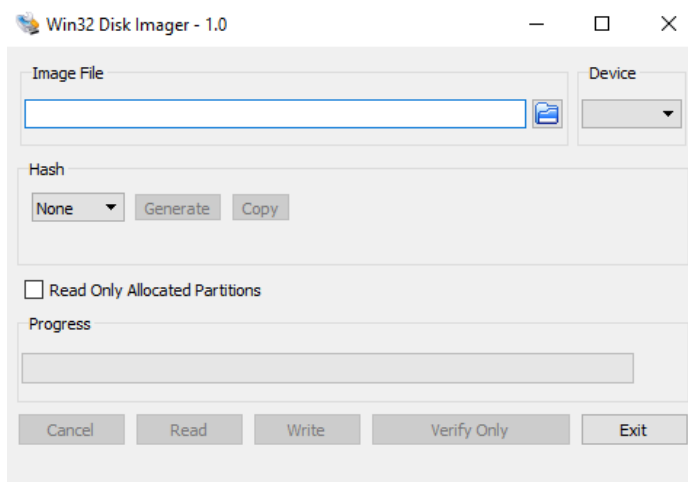 Win32 Disk Imager - 1.0
Image File
Device
Hash
None Generate Copy
Read Only Allocated Partitions
Progress
Cancel Read Write Verify Only Exit